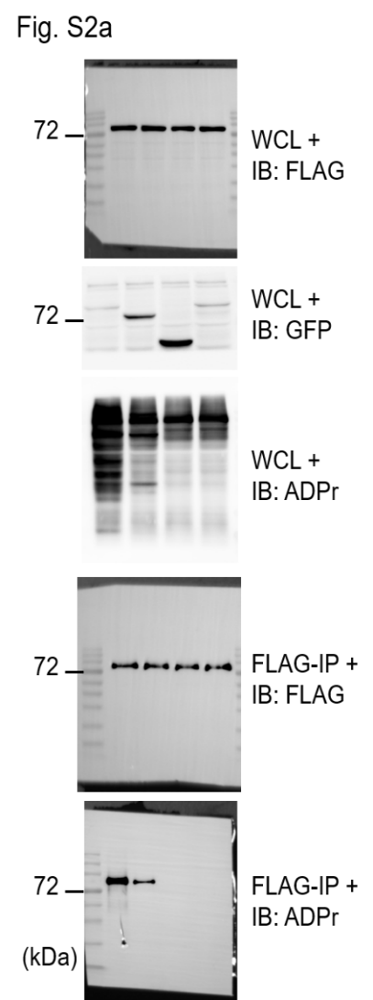 Fig. S2a
72
WCL +
IB: FLAG
72
WCL +
IB: GFP
WCL +
IB: ADPr
72
FLAG-IP +
IB: FLAG
72
FLAG-IP +
IB: ADPr
(kDa)